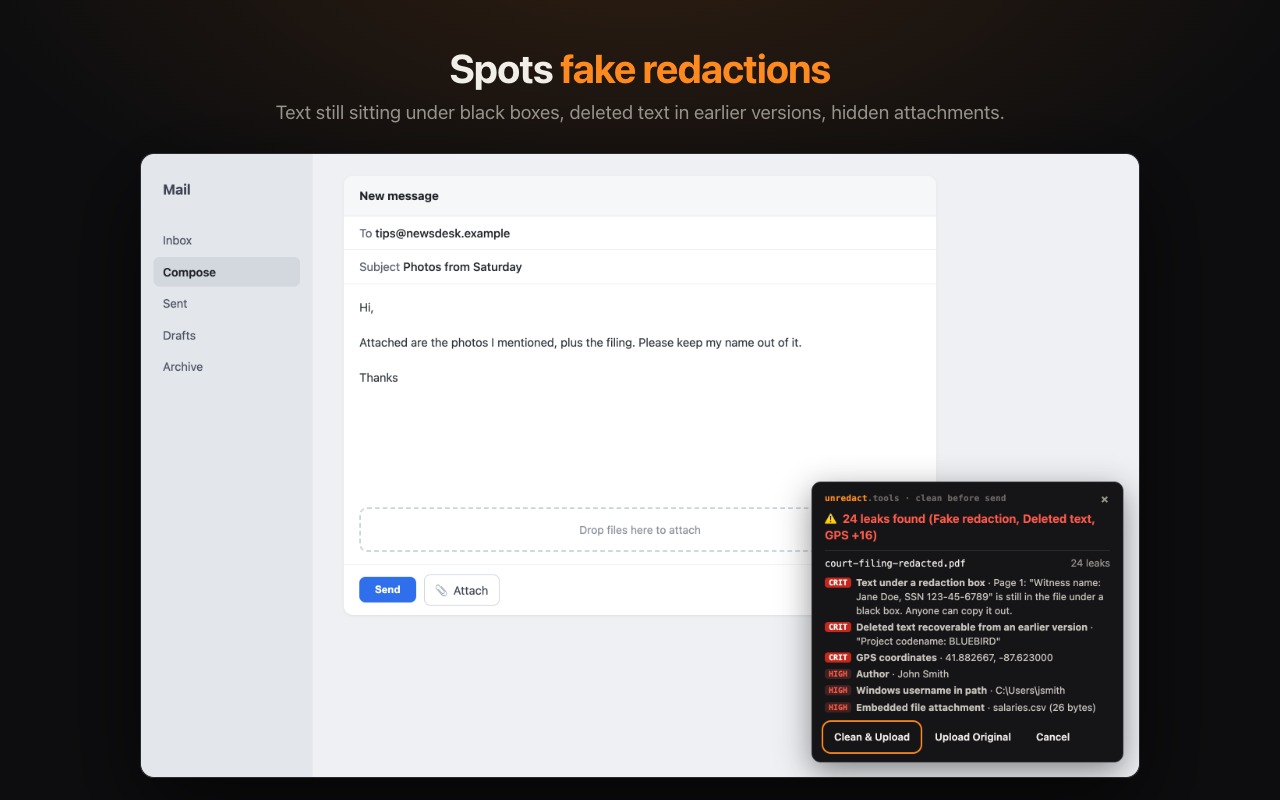 Spots fake redactions
Text still sitting under black boxes, deleted text in earlier versions, hidden attachments.
Mail
Inbox
Compose
Sent
Drafts
Archive
New message
To tips@newsdesk.example
Subject Photos from Saturday
Hi,
Attached are the photos I mentioned, plus the filing. Please keep my name out of it.
Thanks
Drop files here to attach
Send
Attach
unredact.tools · clean before send ×
24 leaks found (Fake redaction, Deleted text,
GPS +16)
court-filing-redacted.pdf 24 leaks
CRIT Text under a redaction box · Page 1: "Witness name:
Jane Doe, SSN 123-45-6789" is still in the file under a
black box. Anyone can copy it out.
CRIT Deleted text recoverable from an earlier version ·
"Project codename: BLUEBIRD"
CRIT GPS coordinates · 41.882667, -87.623000
HIGH Author · John Smith
HIGH Windows username in path · C:\Users\jsmith
HIGH Embedded file attachment · salaries.csv (26 bytes)
Clean & Upload Upload Original Cancel